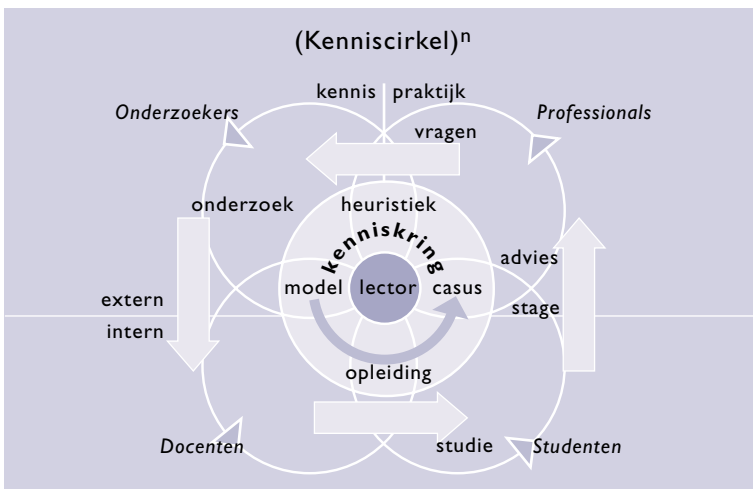 (Kenniscirkel)ⁿ
kennis praktijk
Onderzoekers
Professionals
vragen
onderzoek
heuristiek
kenniskring
advies
model lector casus
extern
stage
intern
opleiding
Docenten
studie
Studenten